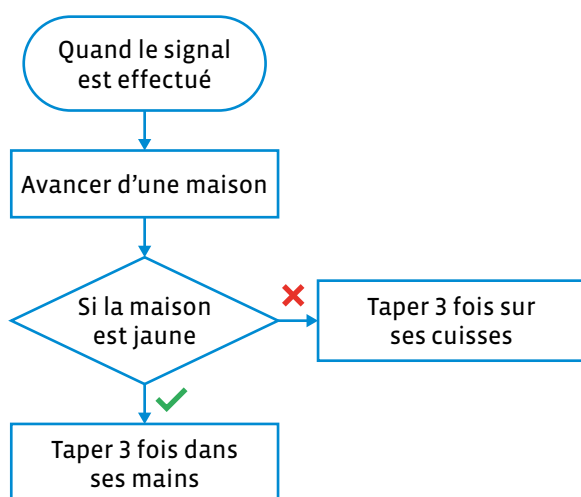 Quand le signal
est effectué
Avancer d’une maison
Si la maison
est jaune
Taper 3 fois sur
ses cuisses
Taper 3 fois dans
ses mains